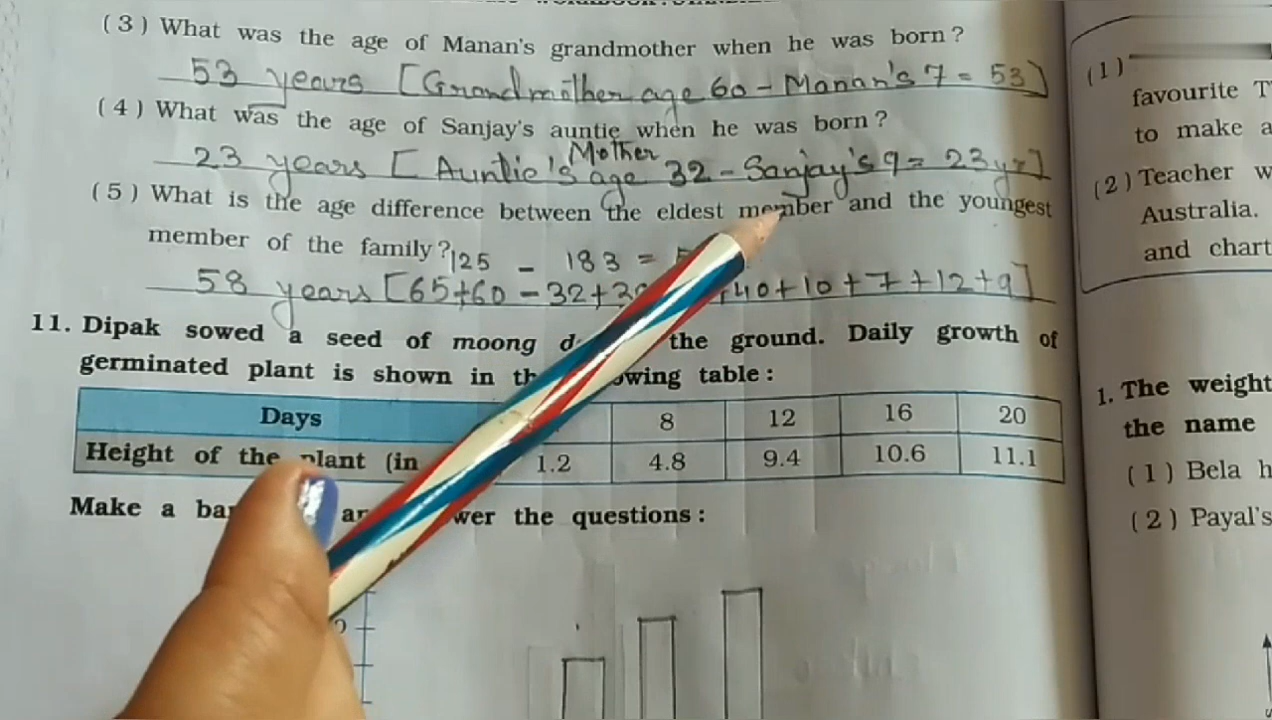 (3) What was the age of Manan's grandmother when he was born?
53 years [Grandmother age 60 - Manan's 7 = 53]
(4) What was the age of Sanjay's auntie when he was born?
Mother
23 years [Auntie's age 32 - Sanjay's 9 = 23 yr]
(5) What is the age difference between the eldest member and the youngest
member of the family?
125 - 183 =
58 years [65+60 - 32+3 +40+10+7+12+9]
11. Dipak sowed a seed of moong the ground. Daily growth of
germinated plant is shown in table:
Days 8 12 16 20
Height of the plant (in 1.2 4.8 9.4 10.6 11.1
Make a the questions:
(1)
favourite
to make a
(2) Teacher
Australia.
and chart
1. The weight
the name
(1) Bela
(2) Payal's